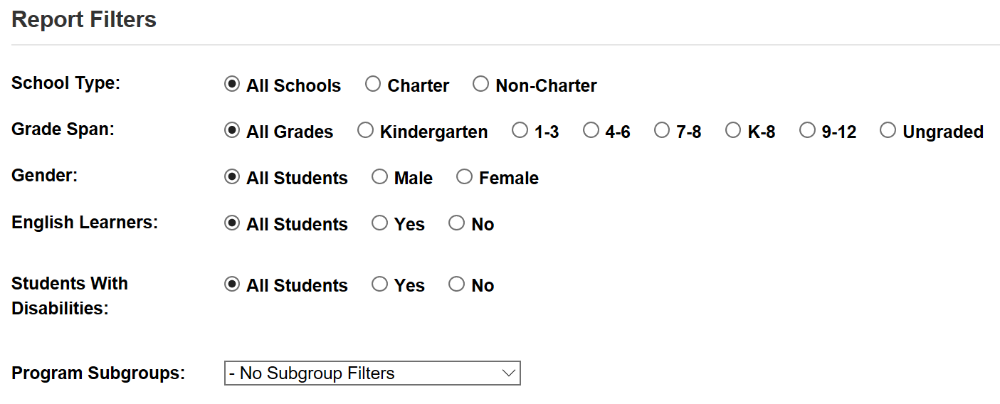 Report Filters
School Type: All Schools Charter Non-Charter
Grade Span: All Grades Kindergarten 1-3 4-6 7-8 K-8 9-12 Ungraded
Gender: All Students Male Female
English Learners: All Students Yes No
Students With All Students Yes No
Disabilities:
Program Subgroups: - No Subgroup Filters